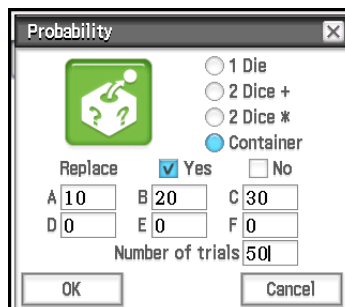 Probability
1 Die
2 Dice +
2 Dice *
Container
Replace Yes No
A 10 B 20 C 30
D 0 E 0 F 0
Number of trials 50
OK Cancel